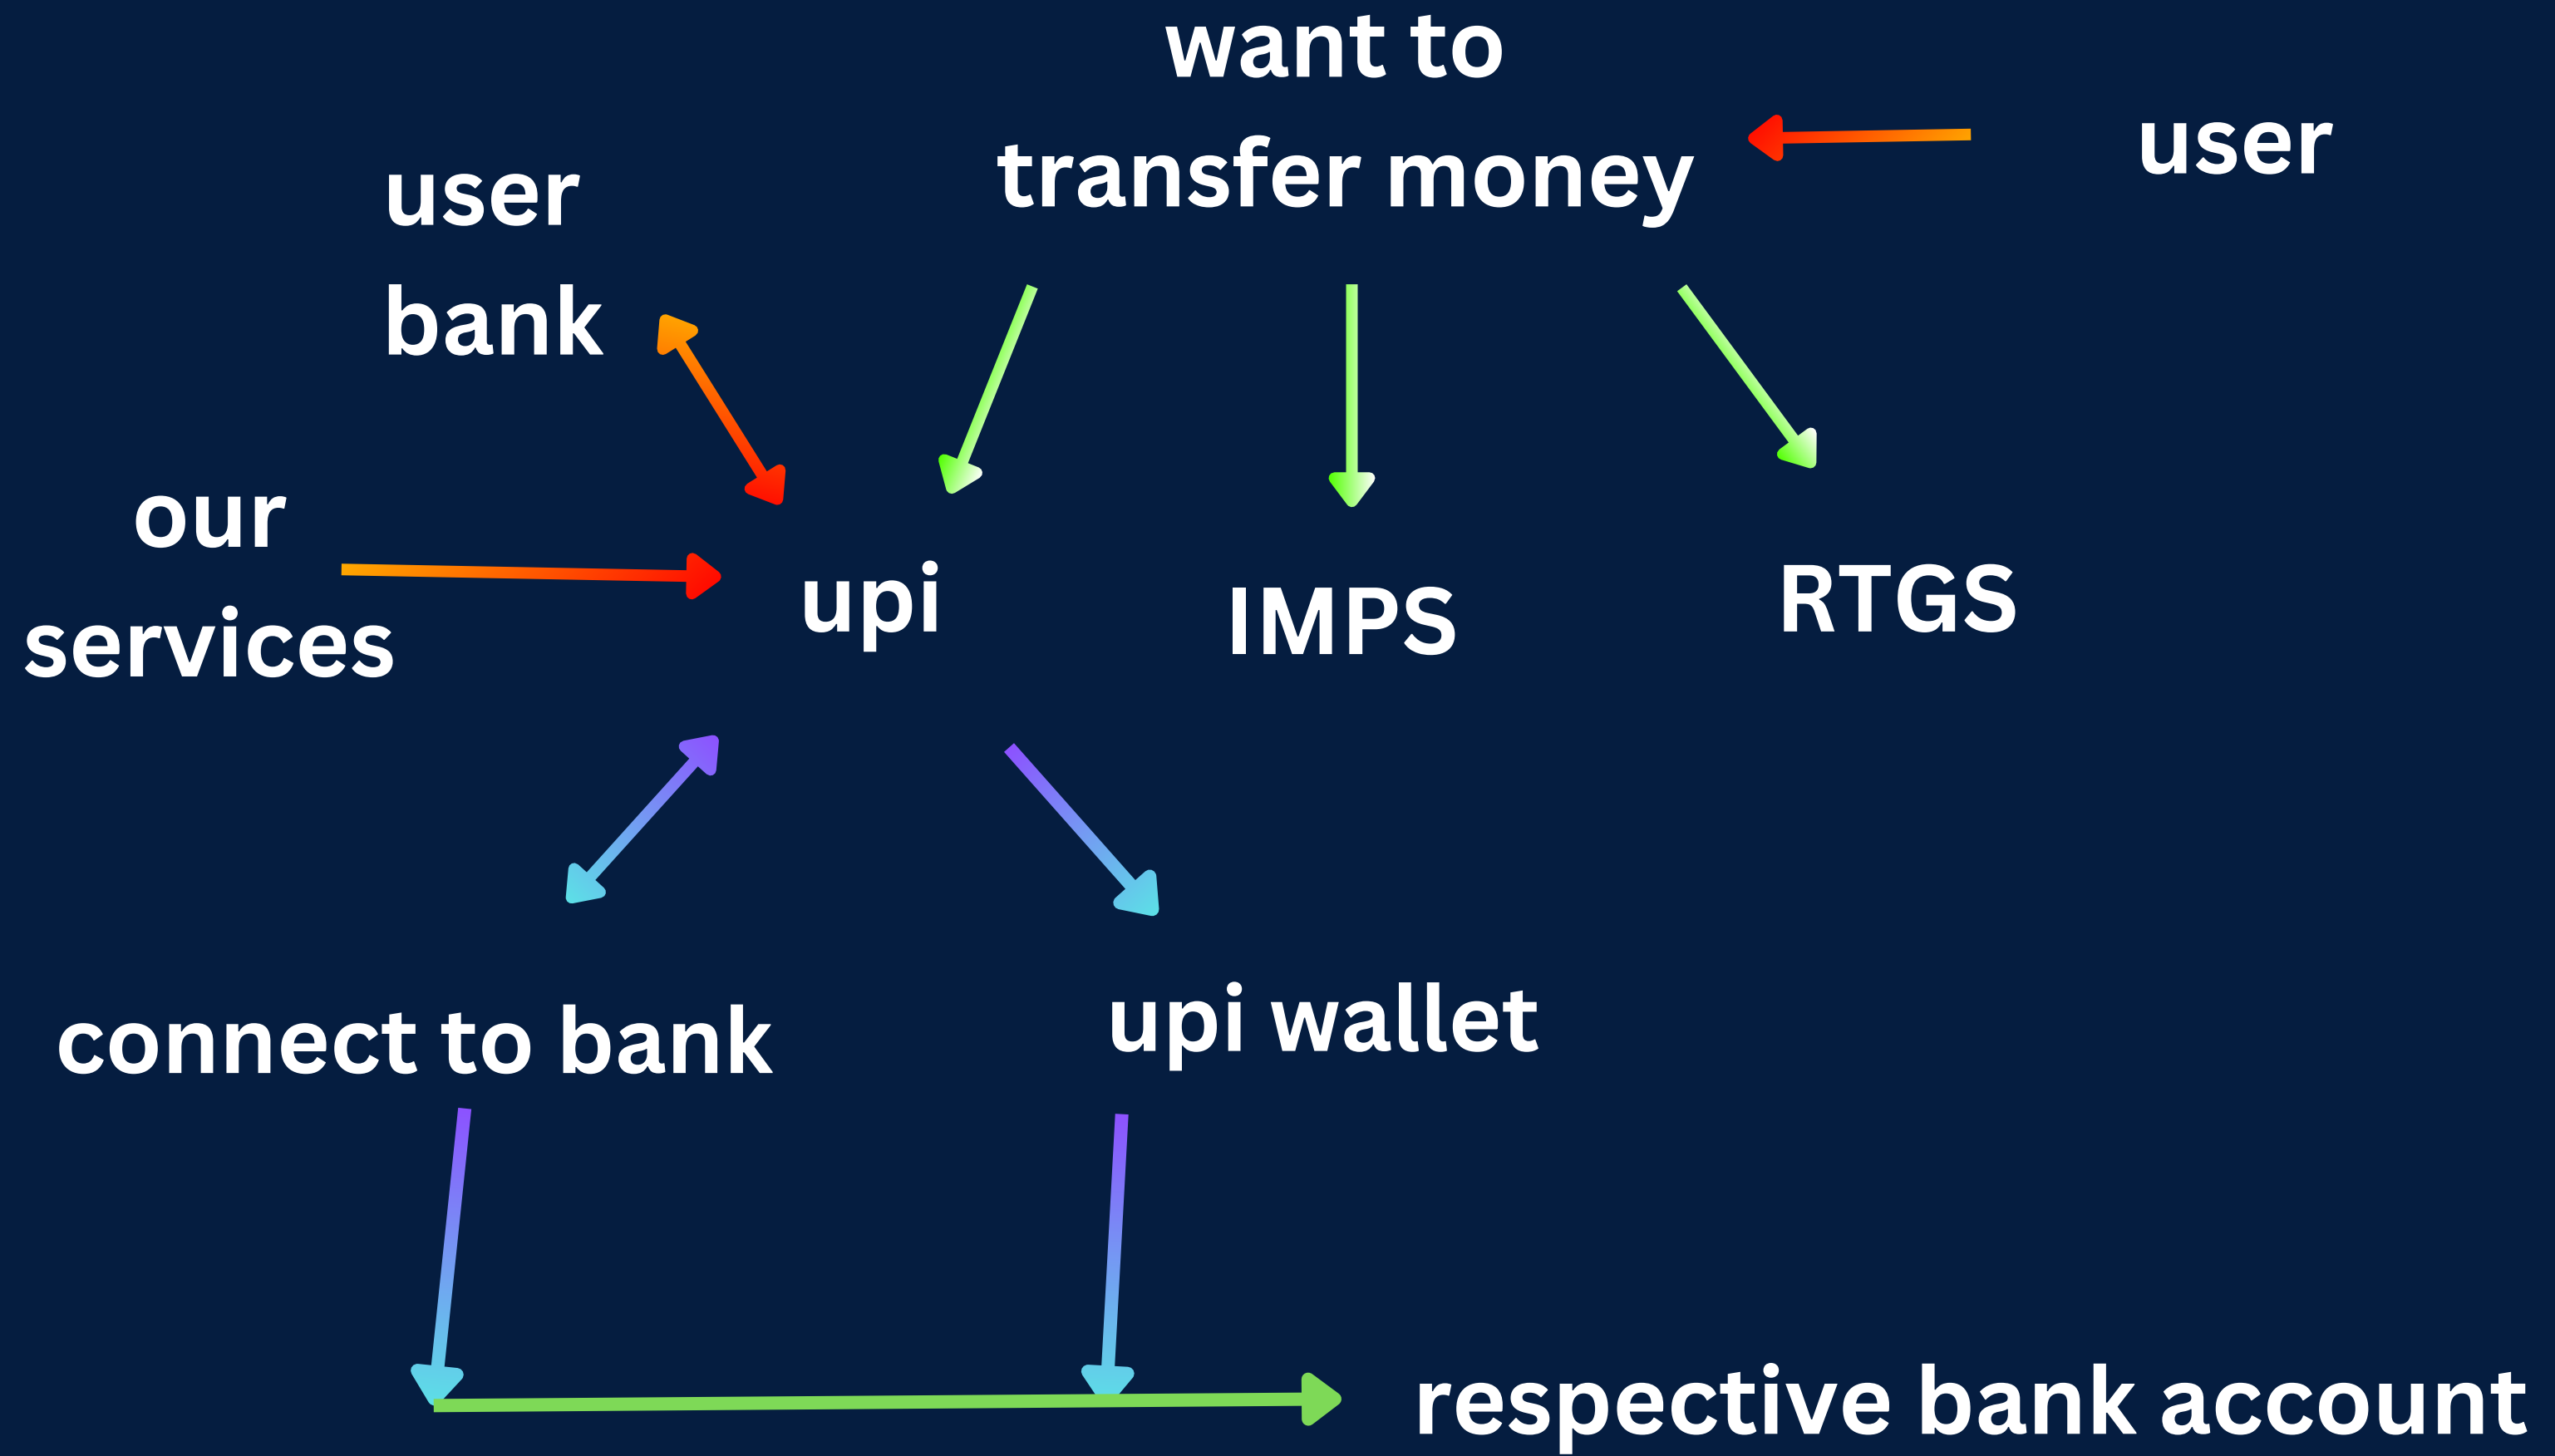 want to
transfer money
user
user
bank
our
services
upi
IMPS
RTGS
connect to bank
upi wallet
respective bank account